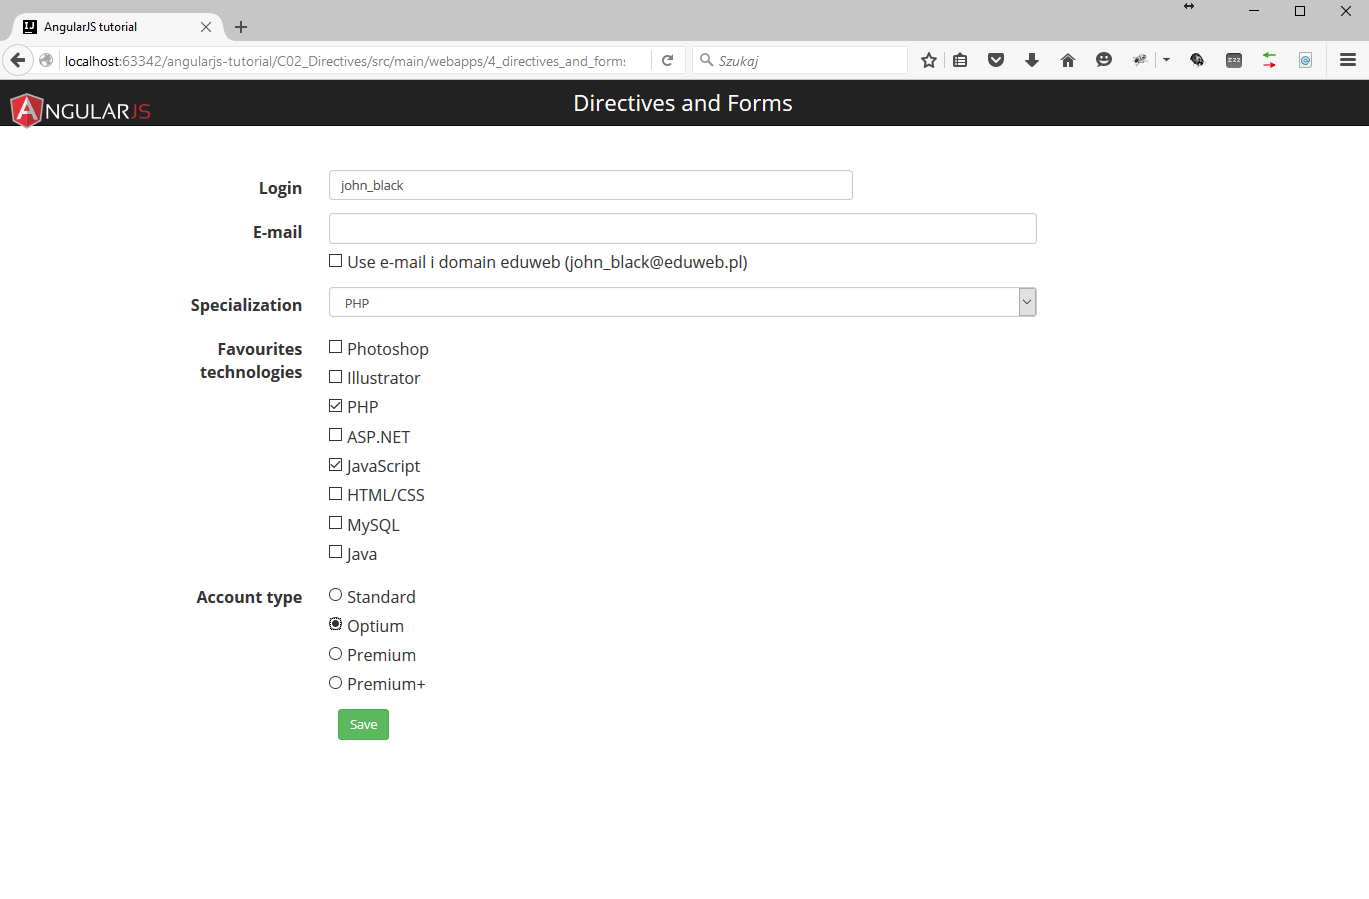 AngularJS tutorial
localhost:63342/angularjs-tutorial/C02_Directives/src/main/webapps/4_directives_and_forms
Szukaj
ANGULARJS
Directives and Forms
Login
john_black
E-mail
Use e-mail i domain eduweb (john_black@eduweb.pl)
Specialization
PHP
Favourites
technologies
Photoshop
Illustrator
PHP
ASP.NET
JavaScript
HTML/CSS
MySQL
Java
Account type
Standard
Optium
Premium
Premium+
Save